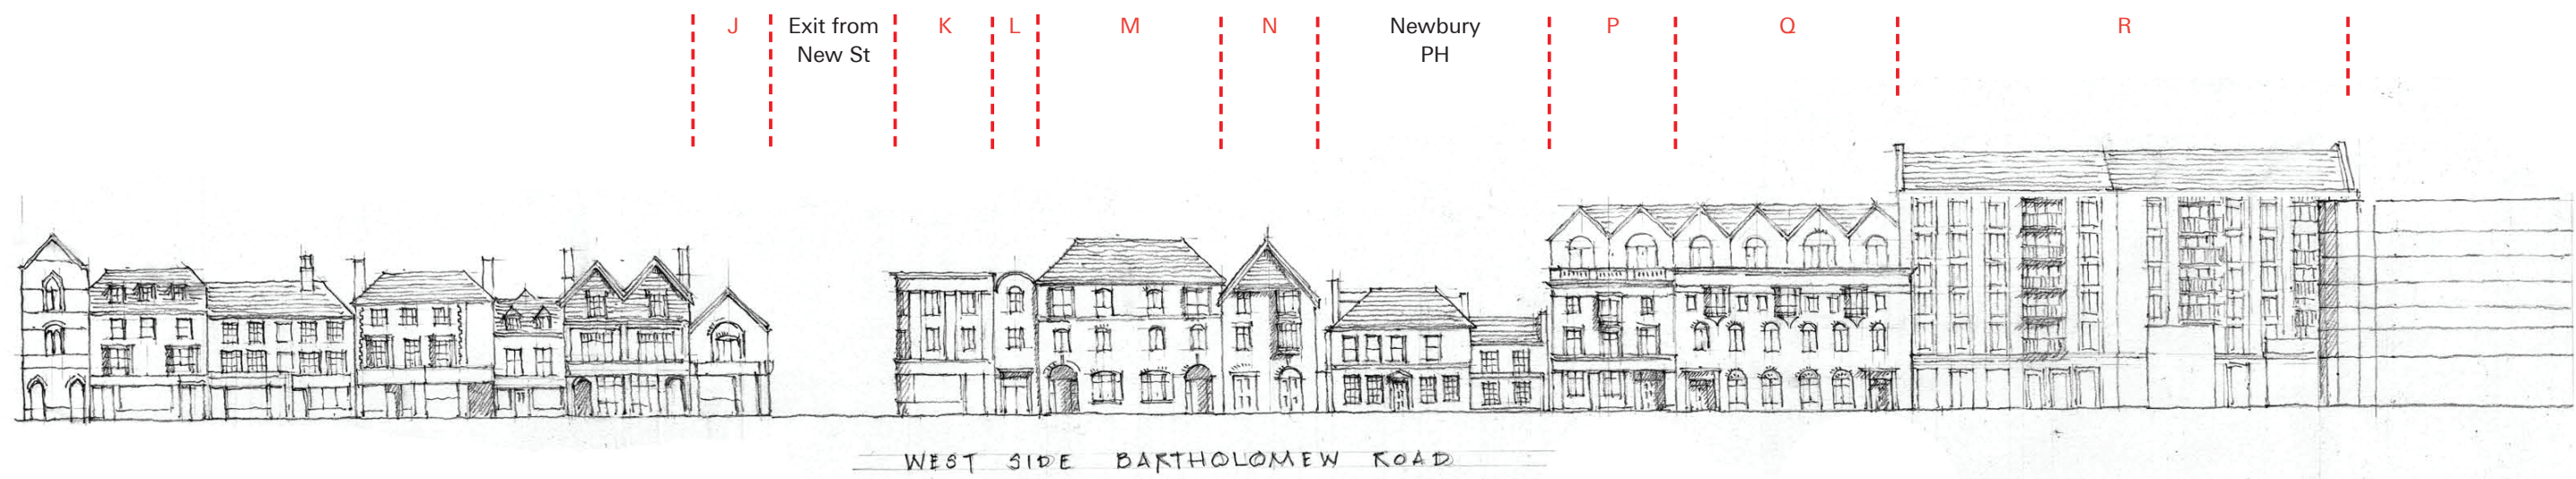 J
Exit from
New St
K
L
M
N
Newbury
PH
P
Q
R
WEST SIDE BARTHOLOMEW ROAD